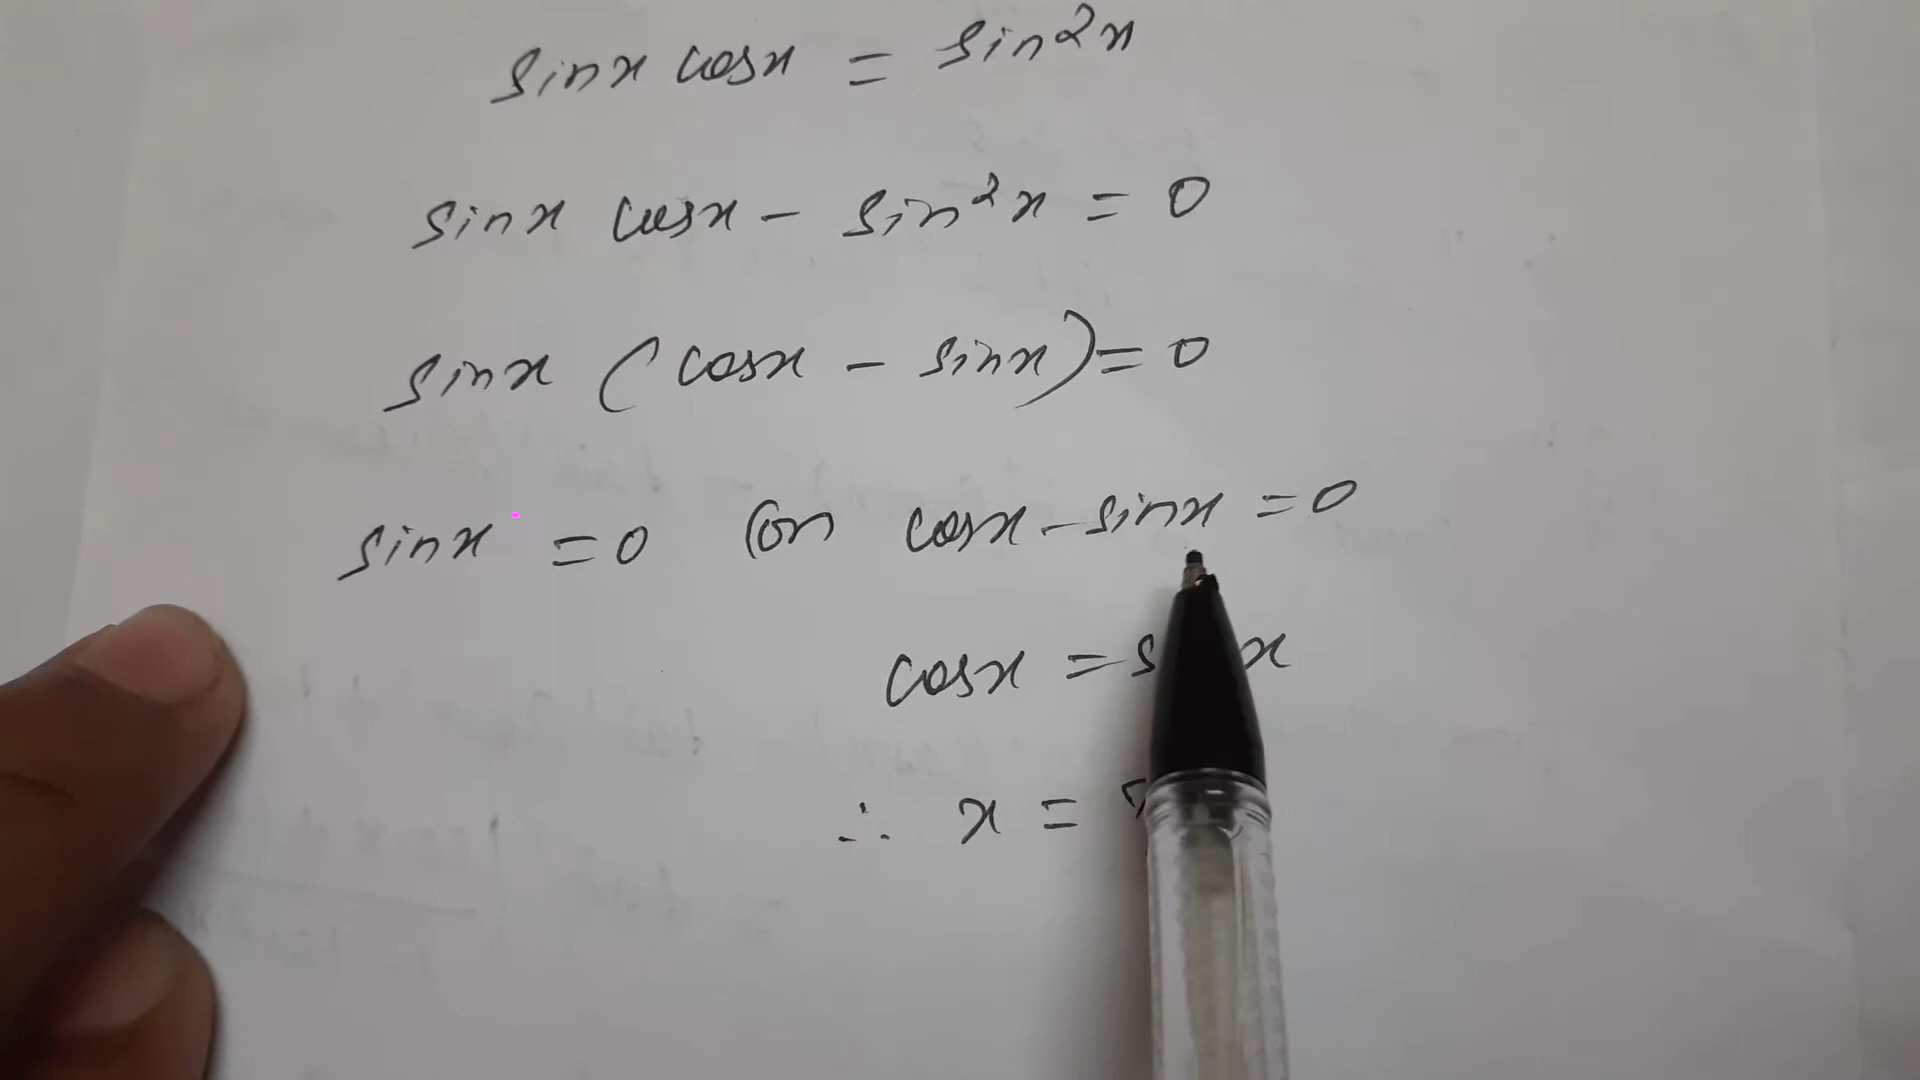 sinx cosx = sin²x
sinx cosx - sin²x = 0
sinx (cosx - sinx) = 0
sinx = 0 (or) cosx - sinx = 0
cosx = x
∴ x =